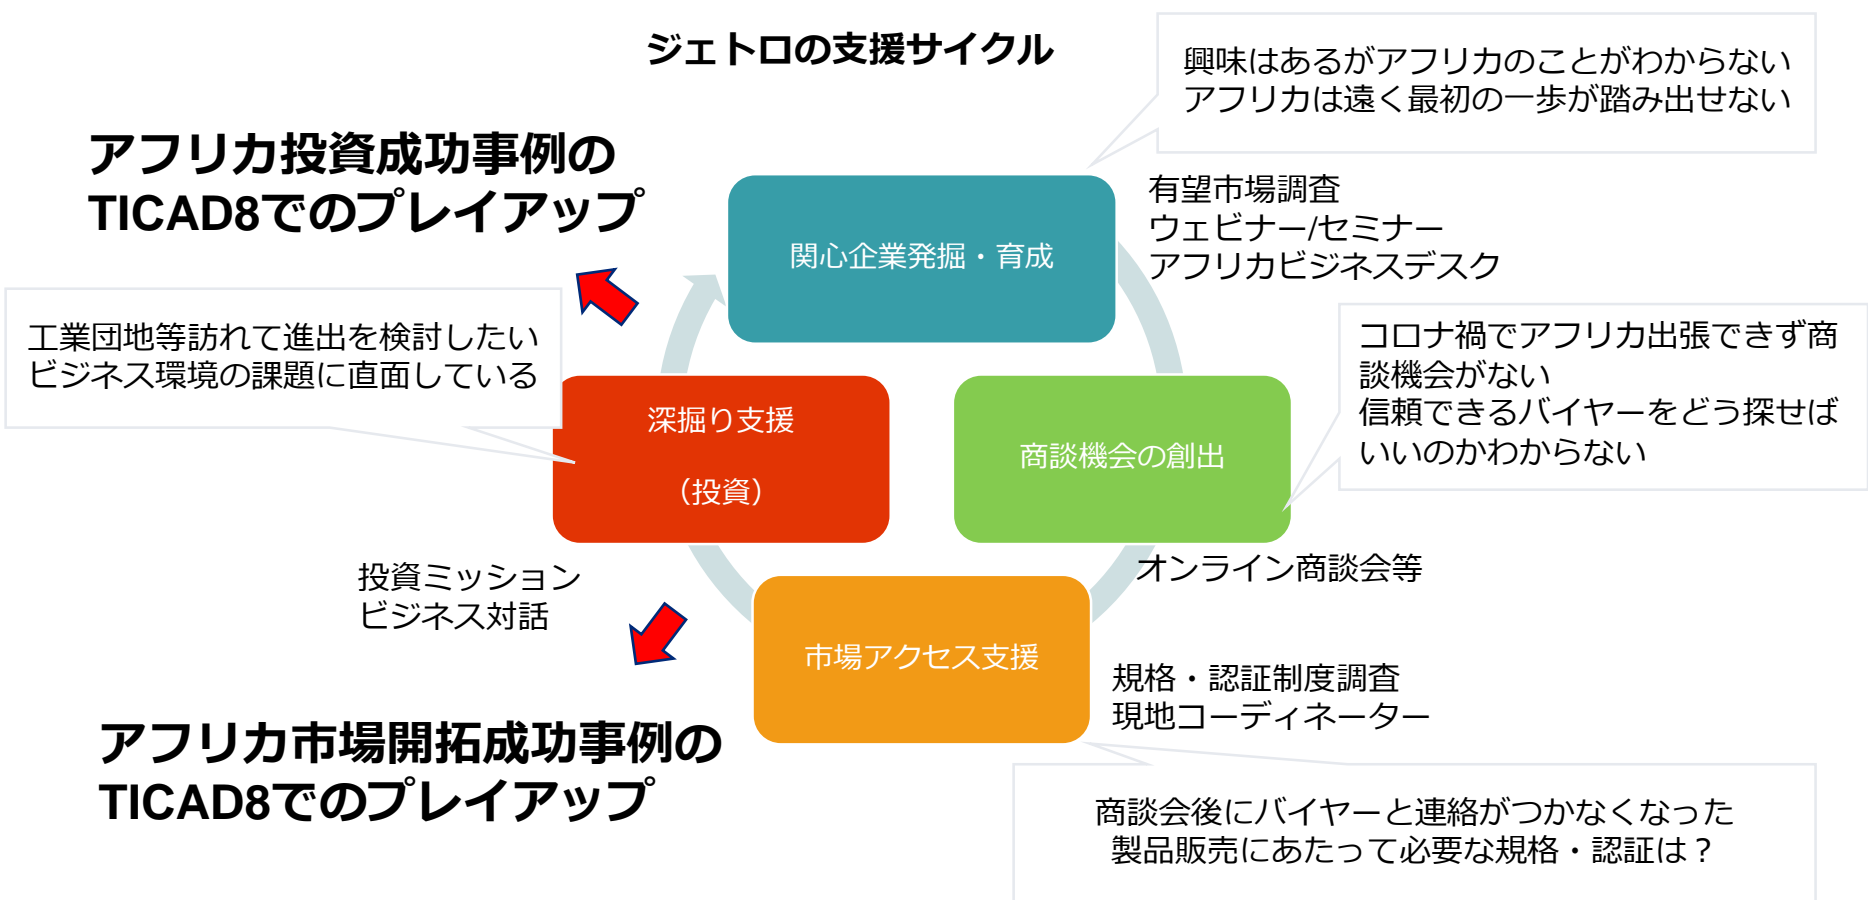 ジェトロの支援サイクル
興味はあるがアフリカのことがわからない
アフリカは遠く最初の一歩が踏み出せない
アフリカ投資成功事例の
TICAD8でのプレイアップ
関心企業発掘・育成
有望市場調査
ウェビナー/セミナー
アフリカビジネスデスク
工業団地等訪れて進出を検討したい
ビジネス環境の課題に直面している
コロナ禍でアフリカ出張できず商
談機会がない
信頼できるバイヤーをどう探せば
いいのかわからない
深掘り支援
（投資）
商談機会の創出
オンライン商談会等
投資ミッション
ビジネス対話
市場アクセス支援
規格・認証制度調査
現地コーディネーター
アフリカ市場開拓成功事例の
TICAD8でのプレイアップ
商談会後にバイヤーと連絡がつかなくなった
製品販売にあたって必要な規格・認証は？